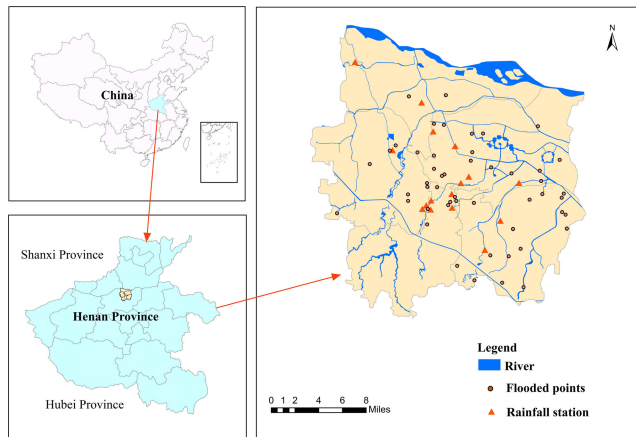 China
Shanxi Province
Henan Province
Hubei Province
N
Legend
River
Flooded points
Rainfall station
0 1 2 4 6 8
Miles